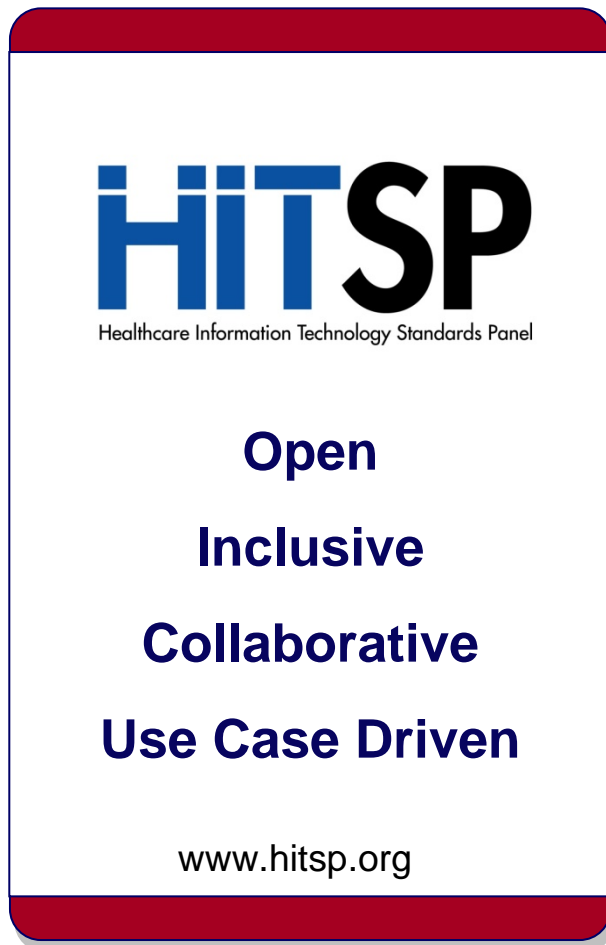 HiTSP
Healthcare Information Technology Standards Panel
Open
Inclusive
Collaborative
Use Case Driven
www.hitsp.org